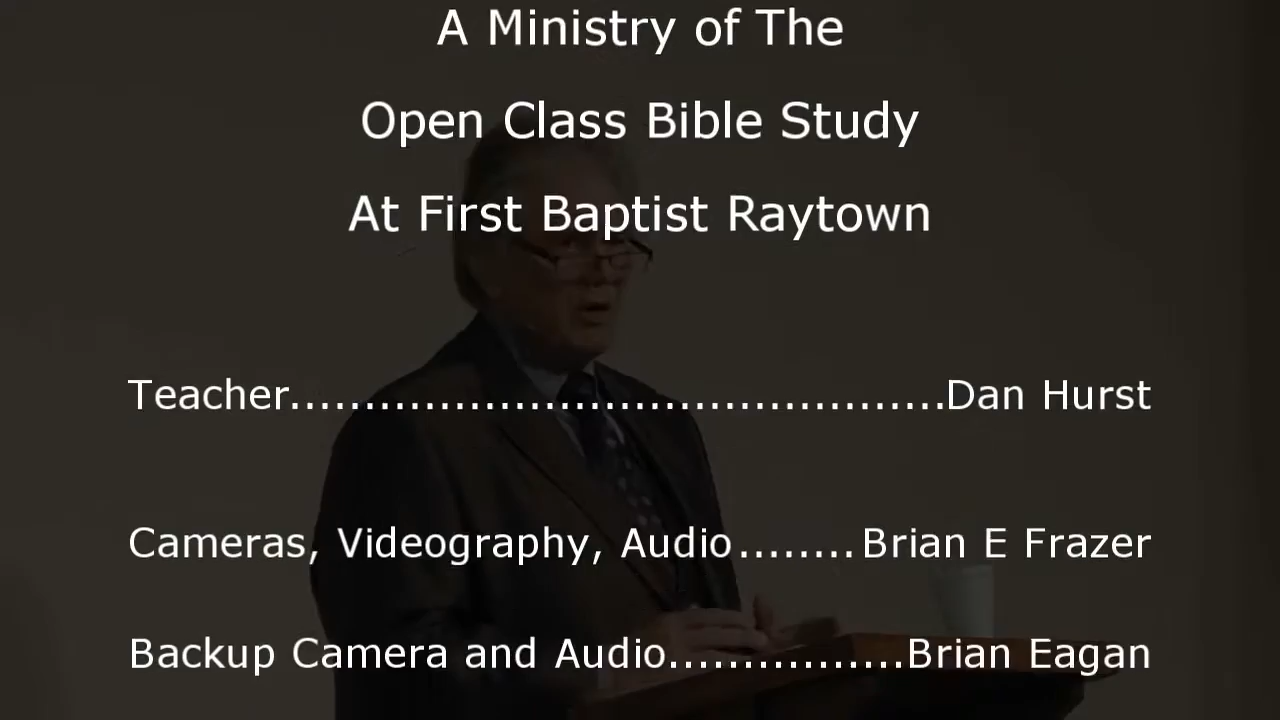 A Ministry of The
Open Class Bible Study
At First Baptist Raytown
Teacher...........................................Dan Hurst
Cameras, Videography, Audio........Brian E Frazer
Backup Camera and Audio................Brian Eagan